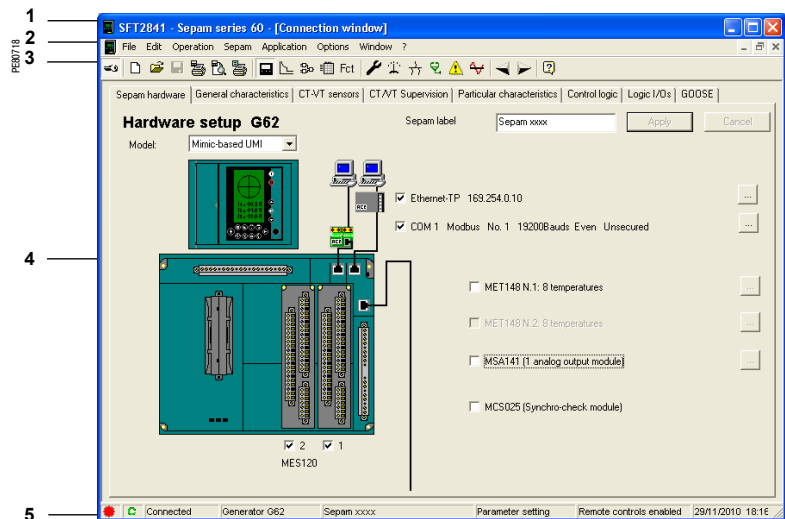 1
SFT2841 - Sepam series 60 - [Connection window]
2
File Edit Operation Sepam Application Options Window ?
PE80718
3
Fct
Sepam hardware General characteristics CT-VT sensors CT/VT Supervision Particular characteristics Control logic Logic I/Os GOOSE
Hardware setup G62
Sepam label
Sepam xxxx
Apply
Cancel
Model:
Mimic-based UMI
Ethernet-TP 169.254.0.10
...
ACE
COM 1 Modbus No. 1 19200Bauds Even Unsecured
...
ACE
4
MET148 N.1: 8 temperatures
...
MET148 N.2: 8 temperatures
...
MSA141 (1 analog output module)
...
MCS025 (Synchro-check module)
2 1
MES120
5
Connected Generator G62 Sepam xxxx Parameter setting Remote controls enabled 29/11/2010 18:16